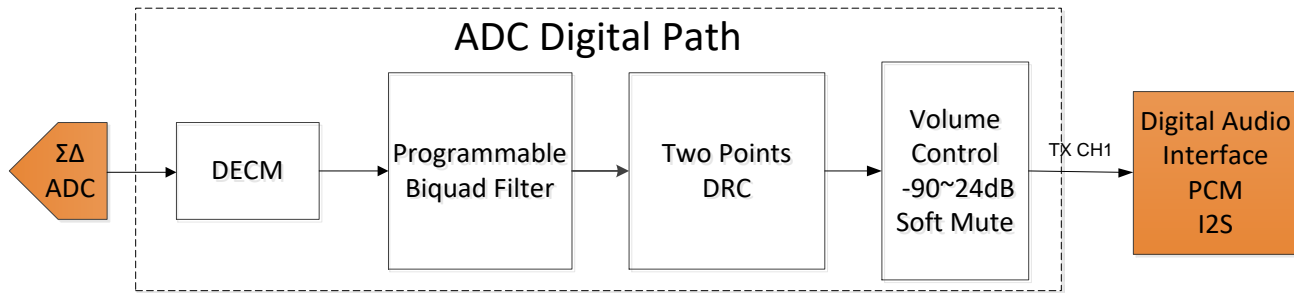 ADC Digital Path
ΣΔ
ADC
DECM
Programmable
Biquad Filter
Two Points
DRC
Volume
Control
-90~24dB
Soft Mute
TX CH1
Digital Audio
Interface
PCM
I2S